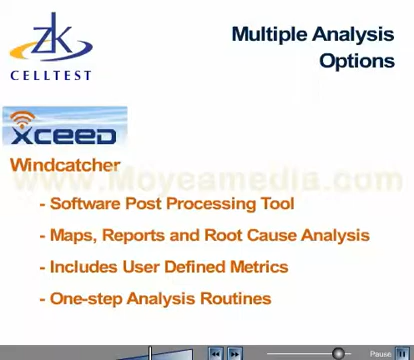 zk
CELLTEST
Multiple Analysis
Options
xceed
Windcatcher
www.Moyeamedia.com
- Software Post Processing Tool
- Maps, Reports and Root Cause Analysis
- Includes User Defined Metrics
- One-step Analysis Routines
Pause